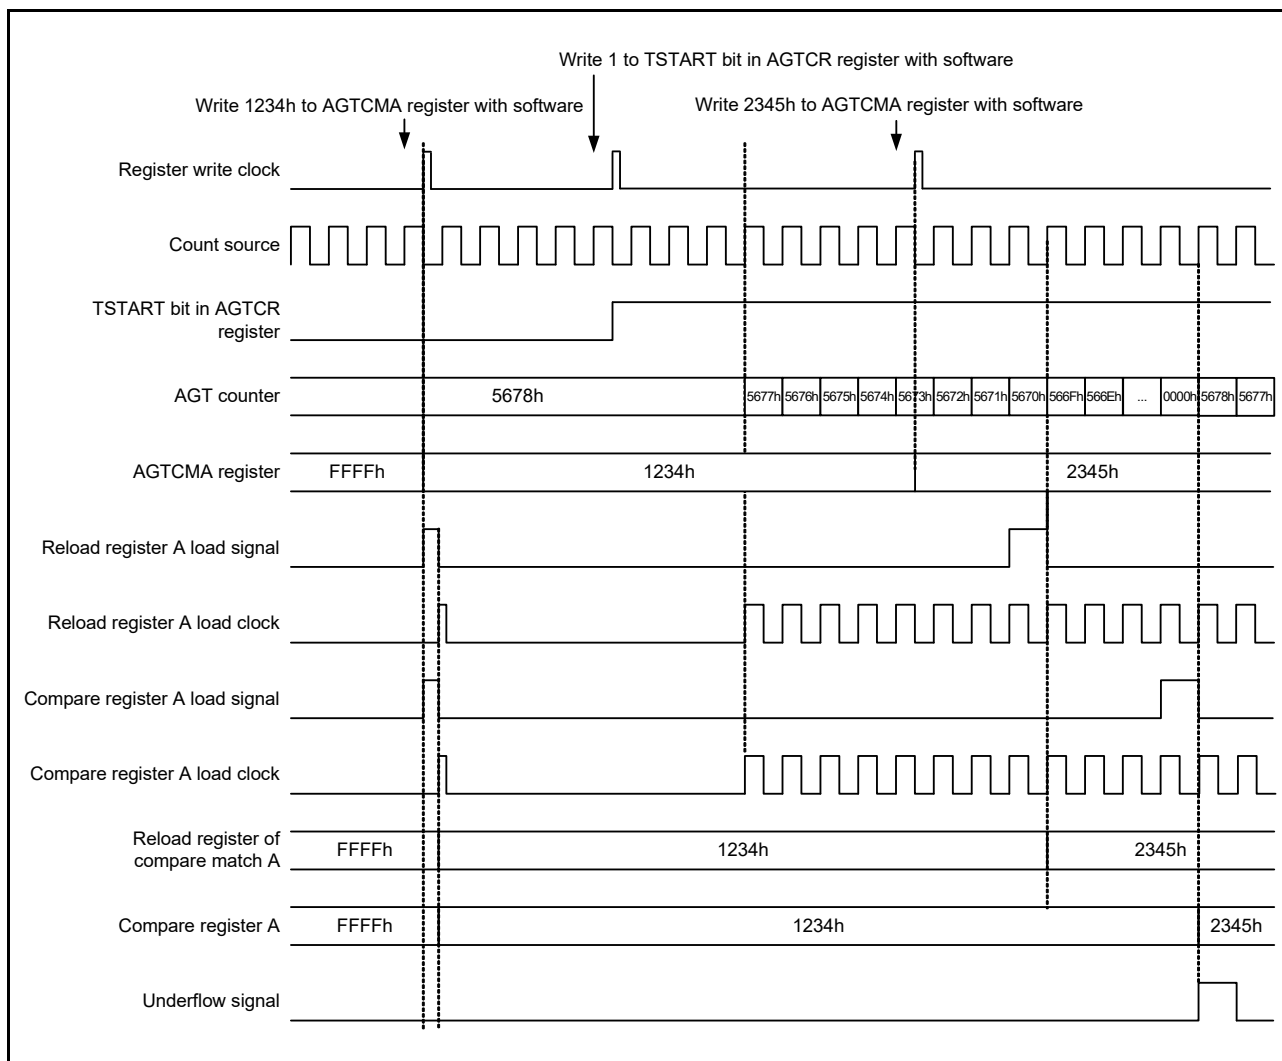 Write 1 to TSTART bit in AGTCR register with software
Write 1234h to AGTCMA register with software
Write 2345h to AGTCMA register with software
Register write clock
Count source
TSTART bit in AGTCR
register
AGT counter
5678h
5677h 5676h 5675h 5674h 5673h 5672h 5671h 5670h 566Fh 566Eh ... 0000h 5678h 5677h
AGTCMA register
FFFFh
1234h
2345h
Reload register A load signal
Reload register A load clock
Compare register A load signal
Compare register A load clock
Reload register of
compare match A
FFFFh
1234h
2345h
Compare register A
FFFFh
1234h
2345h
Underflow signal